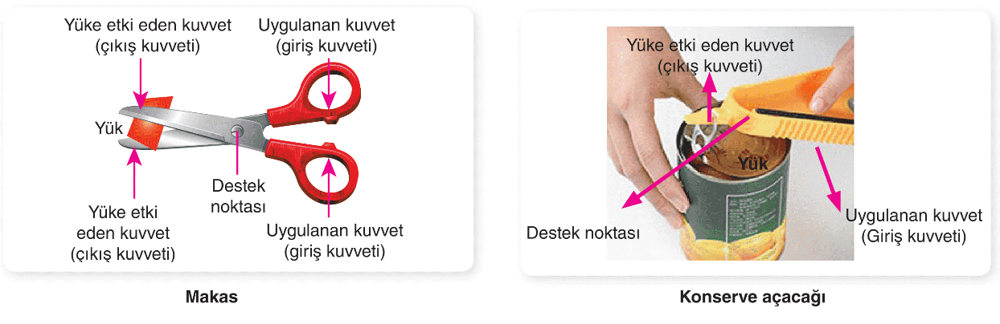 Yüke etki eden kuvvet
(çıkış kuvveti)
Uygulanan kuvvet
(giriş kuvveti)
Yük
Destek
noktası
Yüke etki
eden kuvvet
(çıkış kuvveti)
Uygulanan kuvvet
(giriş kuvveti)
Makas
Yüke etki eden kuvvet
(çıkış kuvveti)
Yük
Destek noktası
Uygulanan kuvvet
(Giriş kuvveti)
Konserve açacağı